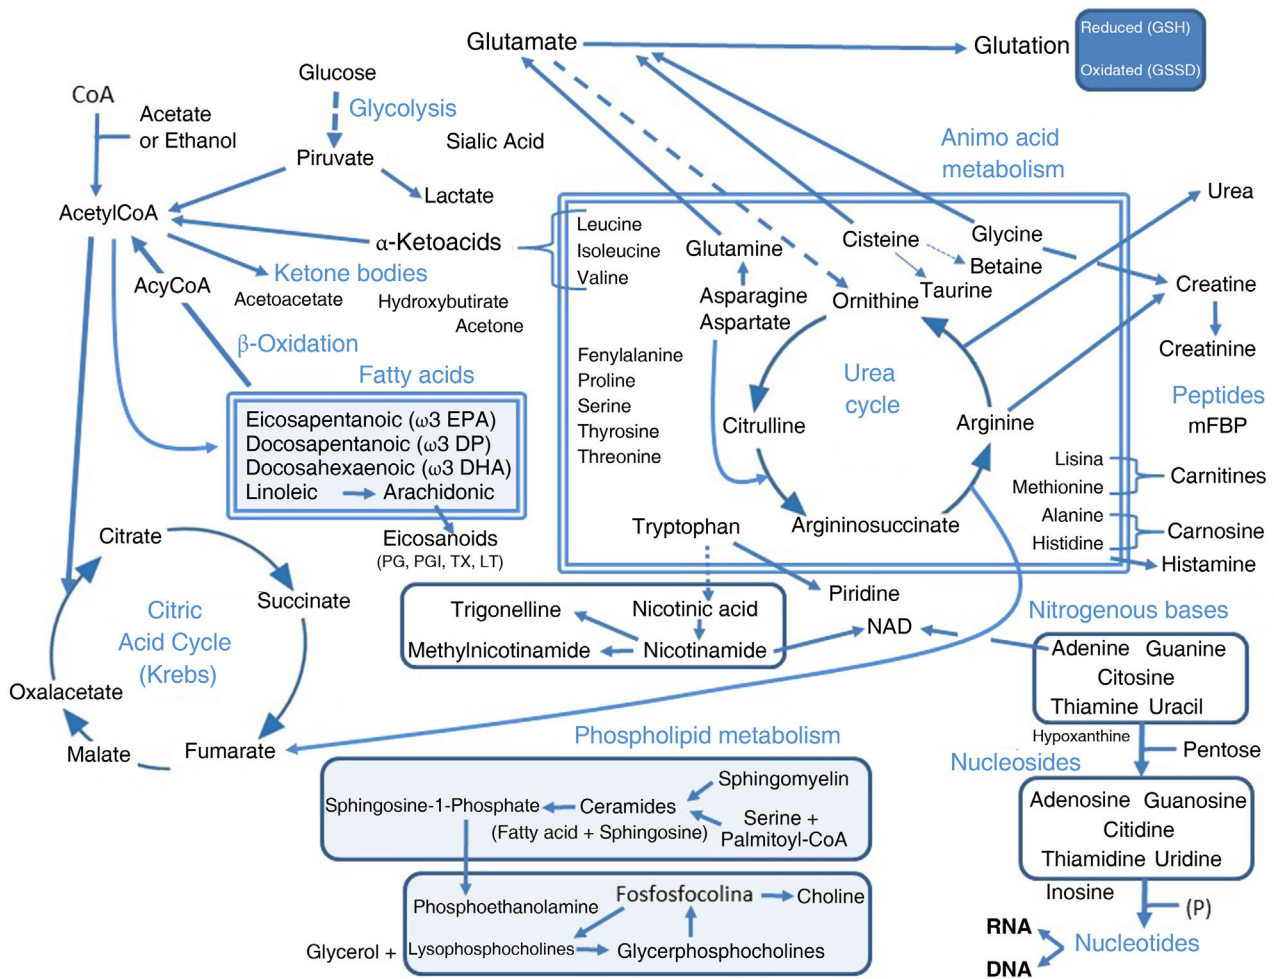 Glutamate
Glutation
Reduced (GSH)
Oxidated (GSSD)
Glucose
Glycolysis
CoA
Acetate
or Ethanol
Sialic Acid
Animo acid
metabolism
Piruvate
Lactate
AcetylCoA
α-Ketoacids
Leucine
Isoleucine
Valine
Glutamine
Cisteine
Glycine
Betaine
Taurine
Urea
Ketone bodies
Acetoacetate
Hydroxybutirate
Acetone
AcyCoA
Asparagine
Aspartate
Ornithine
Creatine
Creatinine
β-Oxidation
Fatty acids
Fenylalanine
Proline
Serine
Thyrosine
Threonine
Urea
cycle
Peptides
mFBP
Eicosapentanoic (ω3 EPA)
Docosapentanoic (ω3 DP)
Docosahexaenoic (ω3 DHA)
Linoleic
Arachidonic
Citrulline
Arginine
Lisina
Methionine
Carnitines
Alanine
Histidine
Carnosine
Histamine
Eicosanoids
(PG, PGI, TX, LT)
Tryptophan
Argininosuccinate
Citrate
Succinate
Citric
Acid Cycle
(Krebs)
Oxalacetate
Malate
Fumarate
Trigonelline
Nicotinic acid
Methylnicotinamide
Nicotinamide
Piridine
NAD
Nitrogenous bases
Adenine Guanine
Citosine
Thiamine Uracil
Hypoxanthine
Pentose
Nucleosides
Phospholipid metabolism
Sphingomyelin
Sphingosine-1-Phosphate
Ceramides
(Fatty acid + Sphingosine)
Serine +
Palmitoyl-CoA
Adenosine Guanosine
Citidine
Thiamidine Uridine
Inosine
(P)
Phosphoethanolamine
Fosfosfocolina
Choline
Glycerol +
Lysophosphocholines
Glycerphosphocholines
RNA
Nucleotides
DNA